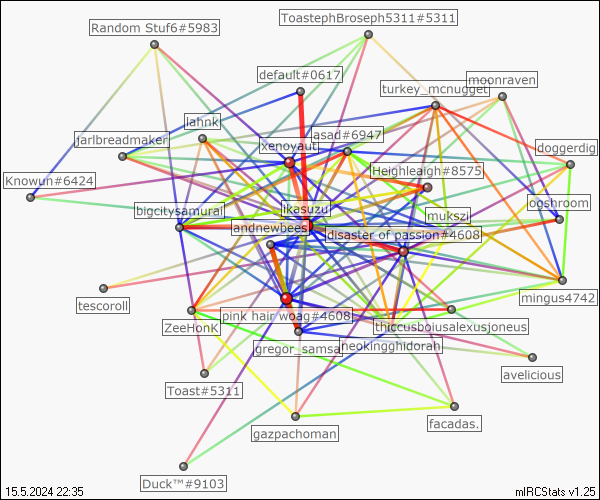 ToastephBroseph5311#5311
Random Stuf6#5983
default#0617
moonraven
turkey_mcnugget
iahnk
asad#6947
jarlbreadmaker
xenoyaut
doggerdig
Heighleaigh#8575
Knowun#6424
ogshroom
bigcitysamurai
ikasuzu
mukszi
andnewbees
disaster of passion#4608
tescoroll
mingus4742
pink hair woag#4608
ZeeHonK
thiccusboiusalexusjoneus
gregor_samsa
neokingghidorah
avelicious
Toast#5311
facadas.
gazpachoman
Duck™#9103
15.5.2024 22:35
mIRCStats v1.25